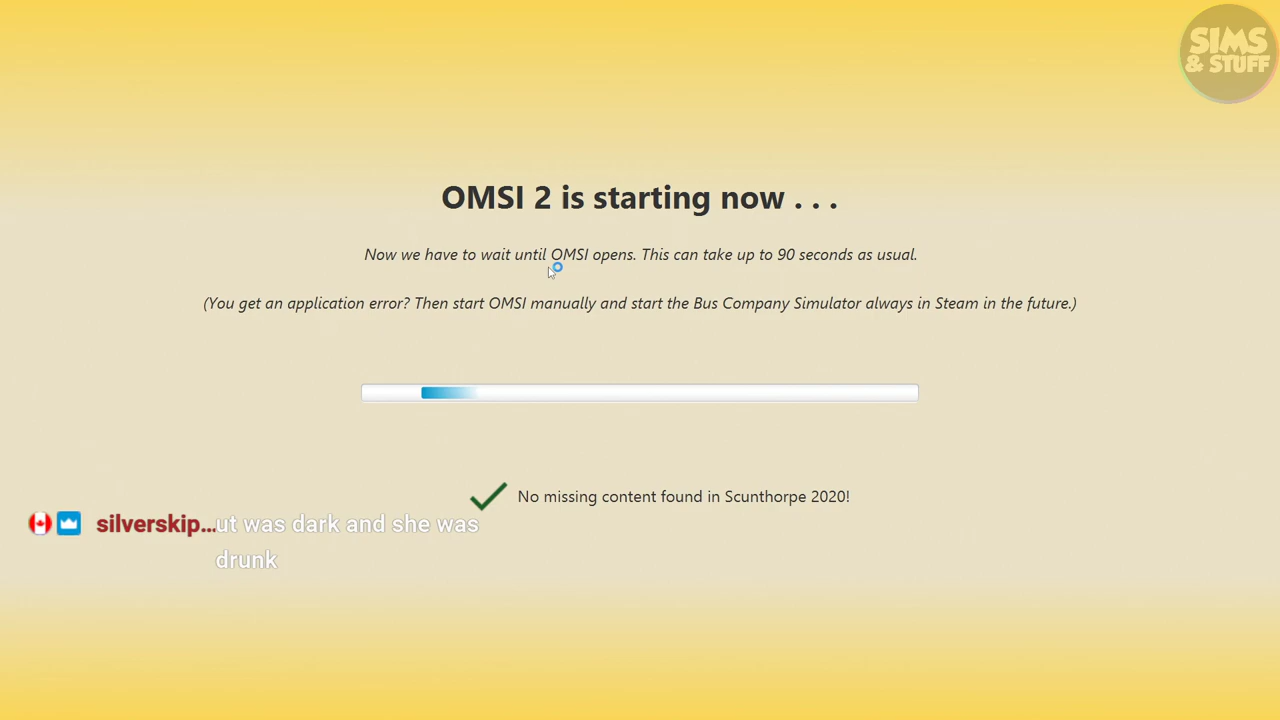 SIMS
& STUFF
OMSI 2 is starting now . . .
Now we have to wait until OMSI opens. This can take up to 90 seconds as usual.
(You get an application error? Then start OMSI manually and start the Bus Company Simulator always in Steam in the future.)
No missing content found in Scunthorpe 2020!
silverskip...ut was dark and she was
drunk